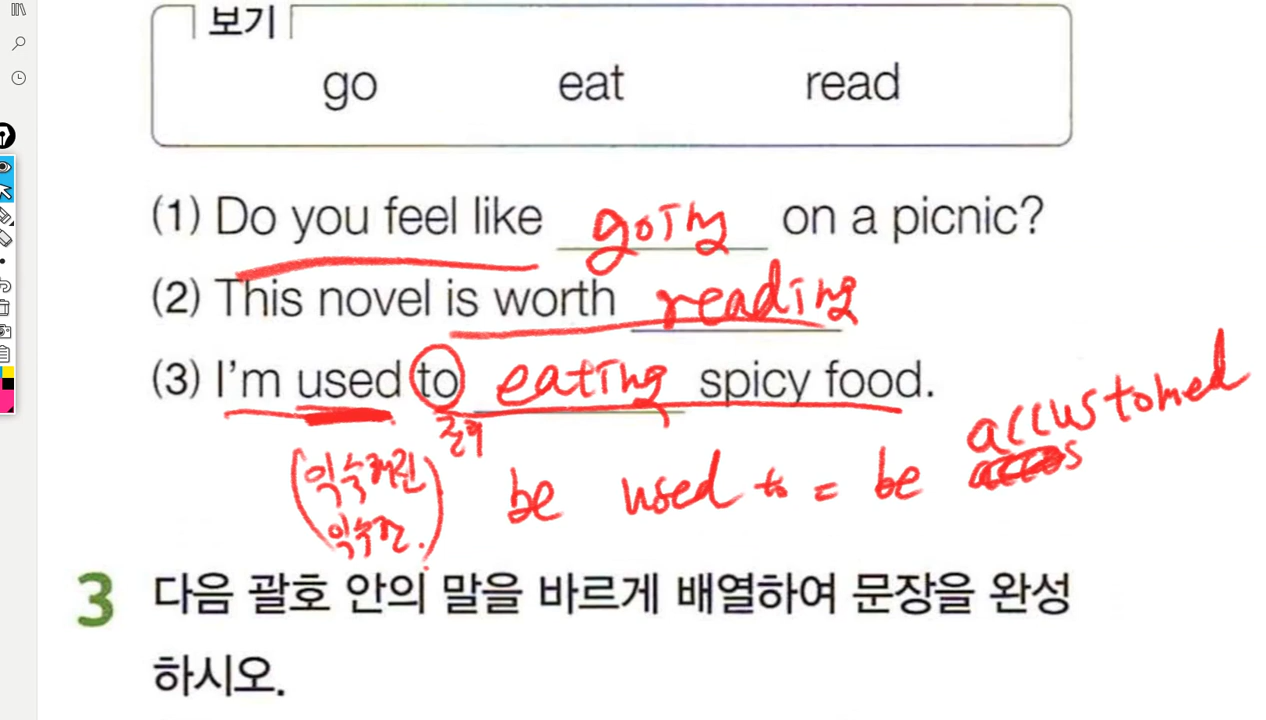 보기
go eat read
(1) Do you feel like going on a picnic?
(2) This novel is worth reading
(3) I'm used to eating spicy food.
accustomed
(익숙해진 be used to = be
익숙한.)
3 다음 괄호 안의 말을 바르게 배열하여 문장을 완성
하시오.